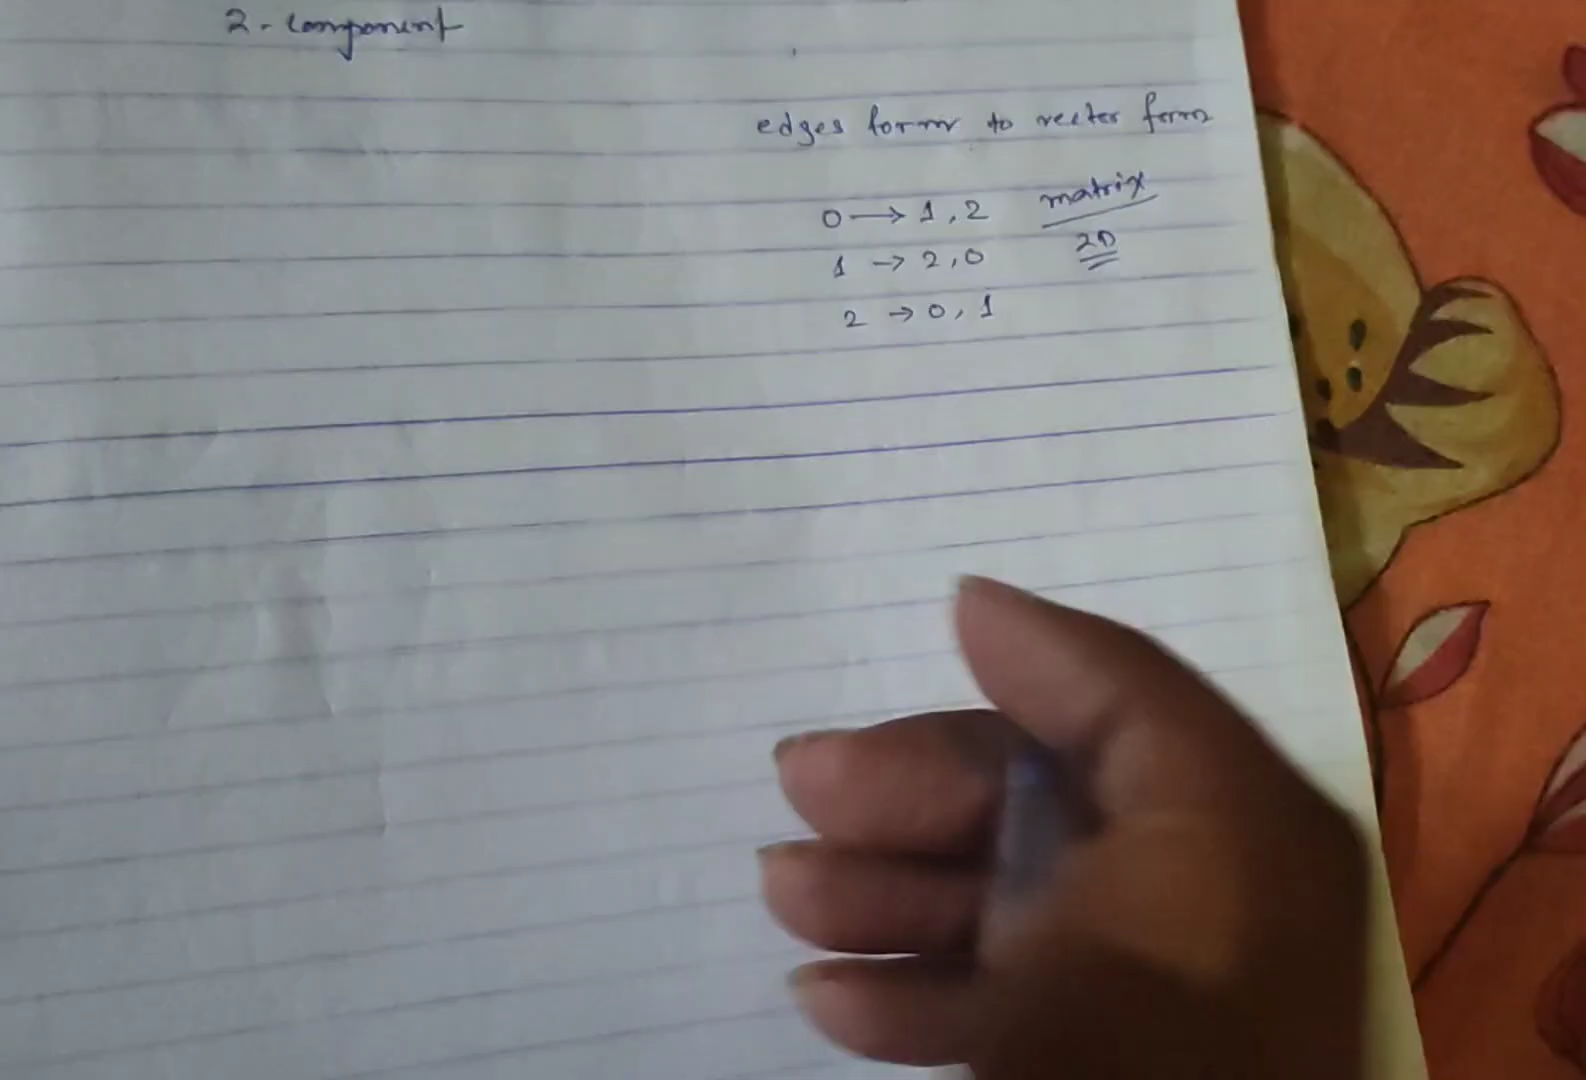 2-component
edges form to vector form
0 → 1, 2 matrix
1 → 2, 0 2D
2 → 0, 1